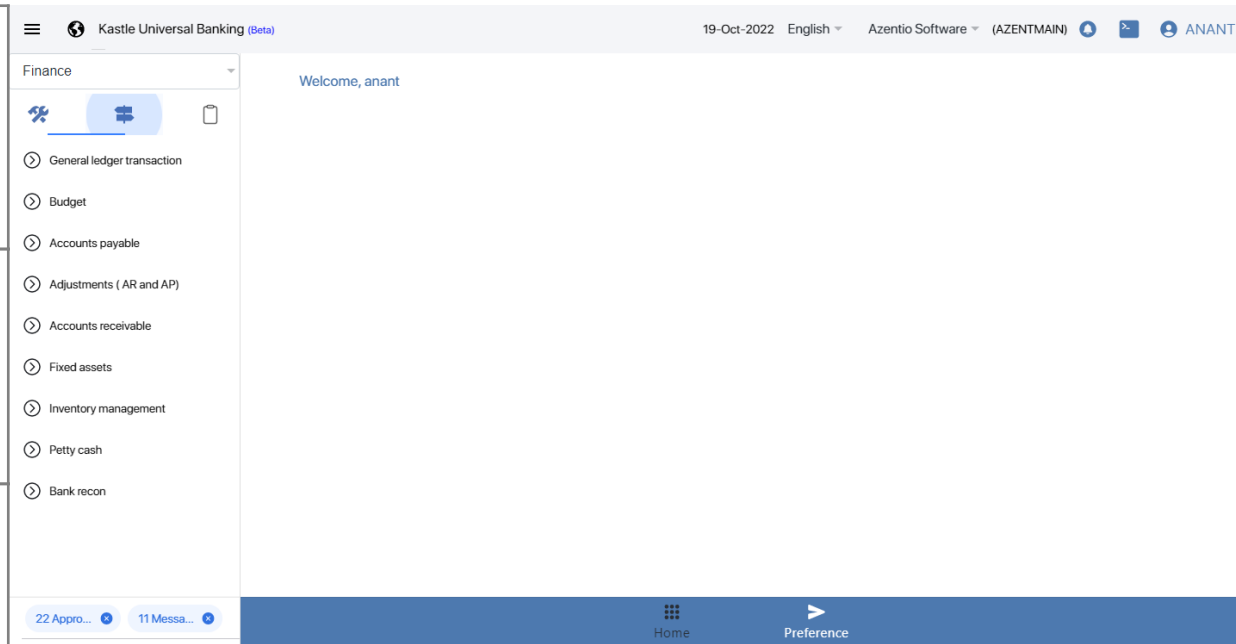 Kastle Universal Banking (Beta) 19-Oct-2022 English Azentio Software (AZENTMAIN) >_ ANANT
Finance
Welcome, anant
General ledger transaction
Budget
Accounts payable
Adjustments ( AR and AP)
Accounts receivable
Fixed assets
Inventory management
Petty cash
Bank recon
22 Appro... 11 Messa...
Home Preference